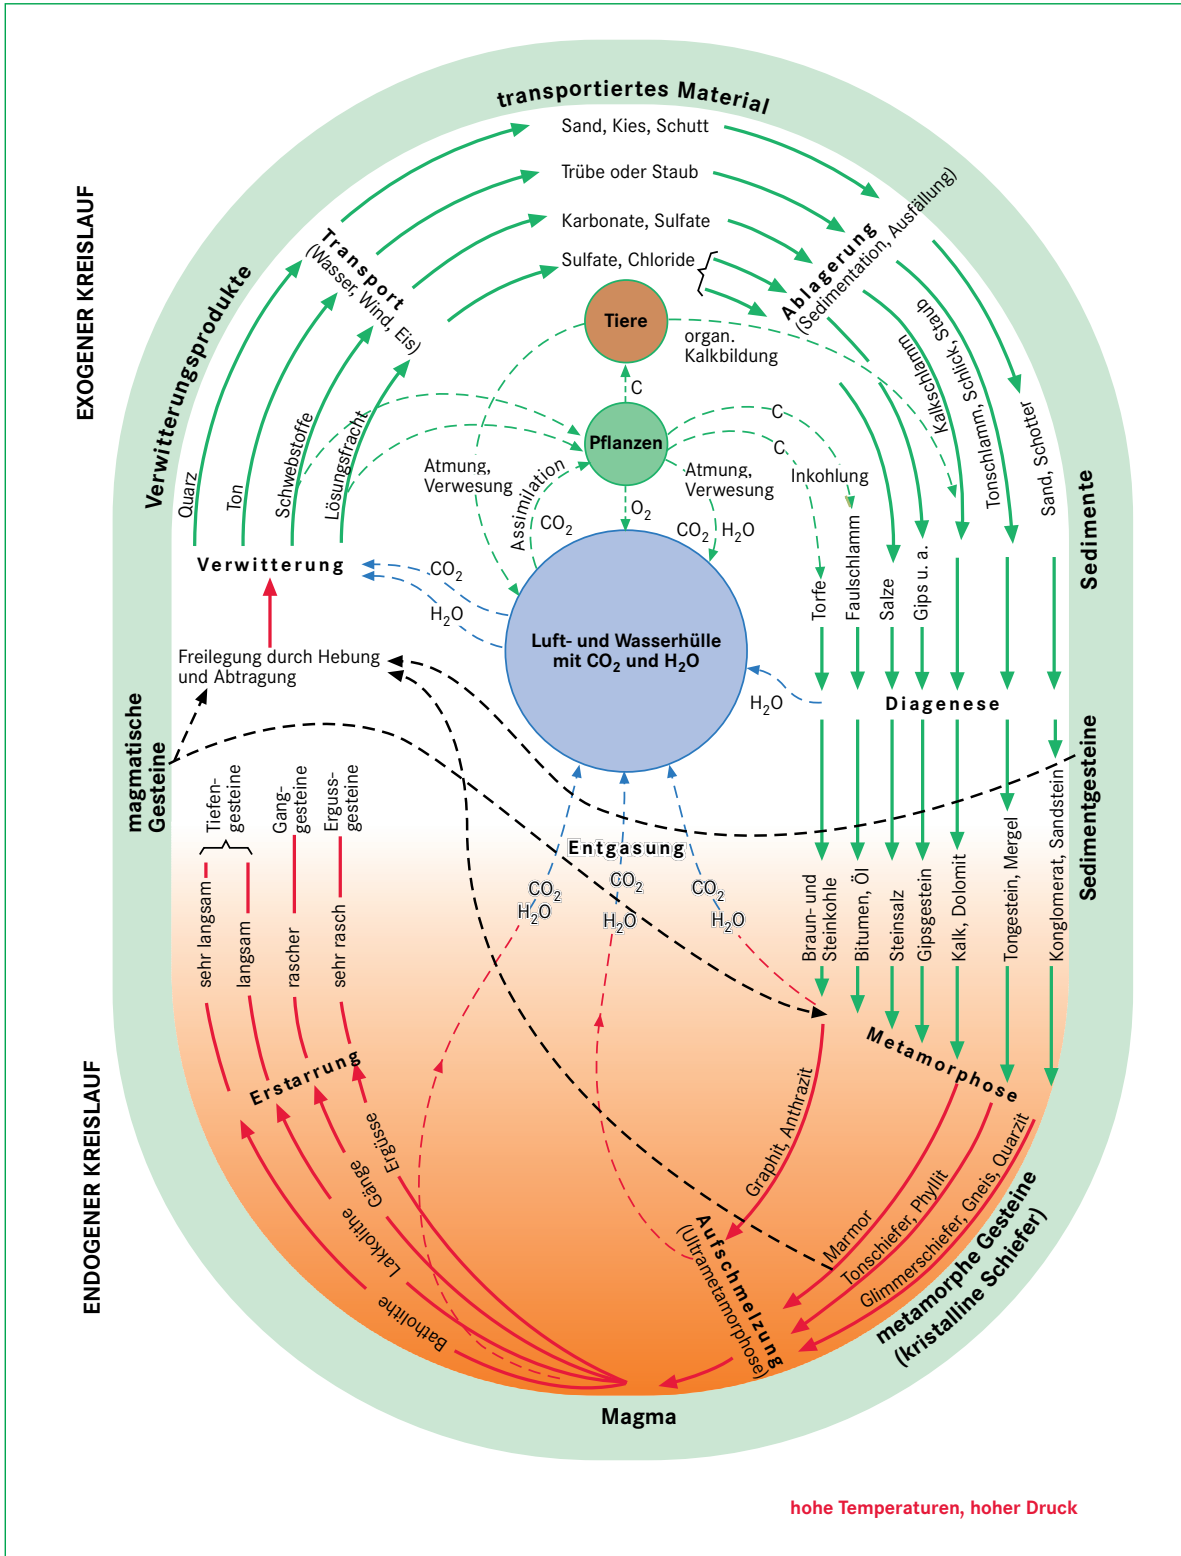 transportiertes Material
Sand, Kies, Schutt
Trübe oder Staub
Karbonate, Sulfate
Sulfate, Chloride
EXOGENER KREISLAUF
Verwitterungsprodukte
Transport
(Wasser, Wind, Eis)
Ablagerung
(Sedimentation, Ausfällung)
Tiere
organ.
Kalkbildung
C
Pflanzen
C
C
Quarz
Ton
Schwebstoffe
Lösungsfracht
Atmung,
Verwesung
Assimilation
CO₂
O₂
Atmung,
Verwesung
CO₂
H₂O
Inkohlung
Kalkschlamm
Tonschlamm, Schlick, Staub
Sand, Schotter
Sedimente
Torfe
Faulschlamm
Salze
Gips u. a.
Verwitterung
CO₂
H₂O
Luft- und Wasserhülle
mit CO₂ und H₂O
Freilegung durch Hebung
und Abtragung
H₂O
Diagenese
magmatische
Gesteine
Sedimentgesteine
Tiefen-
gesteine
Gang-
gesteine
Erguss-
gesteine
Entgasung
CO₂
H₂O
CO₂
H₂O
CO₂
H₂O
sehr langsam
langsam
rascher
sehr rasch
Braun- und
Steinkohle
Bitumen, Öl
Steinsalz
Gipsgestein
Kalk, Dolomit
Tongestein, Mergel
Konglomerat, Sandstein
ENDOGENER KREISLAUF
Erstarrung
Metamorphose
Ergüsse
Gänge
Lakkolithe
Batholithe
Graphit, Anthrazit
Marmor
Tonschiefer, Phyllit
Glimmerschiefer, Gneis, Quarzit
Aufschmelzung
(Ultrametamorphose)
metamorphe Gesteine
(kristalline Schiefer)
Magma
hohe Temperaturen, hoher Druck